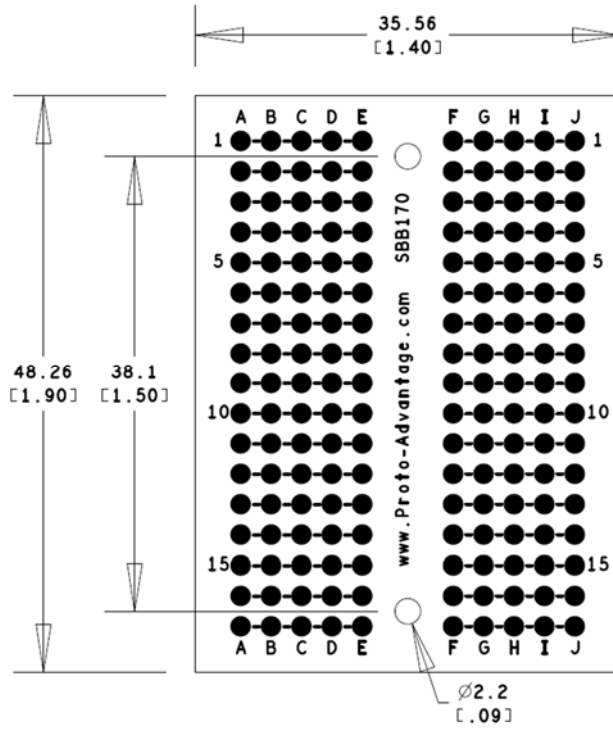 35.56
[1.40]
A B C D E F G H I J
1 1
5 5
48.26
[1.90]
38.1
[1.50]
SBB170
www.Proto-Advantage.com
10 10
15 15
A B C D E F G H I J
Ø2.2
[.09]